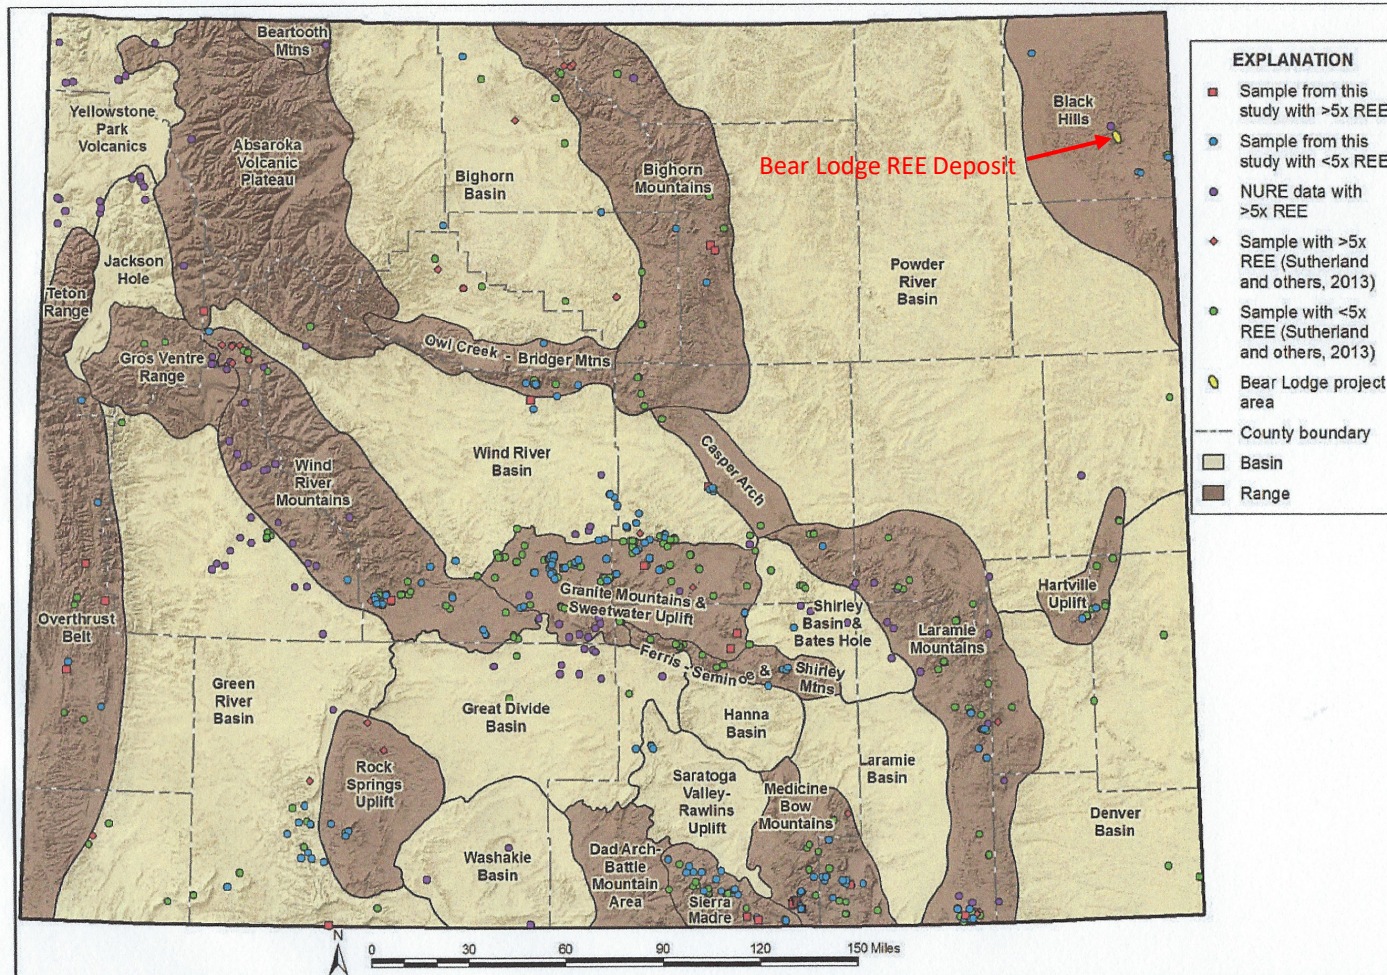 Beartooth
Mtns
Yellowstone
Park
Volcanics
Absaroka
Volcanic
Plateau
Bighorn
Basin
Bighorn
Mountains
Black
Hills
Bear Lodge REE Deposit
Jackson
Hole
Teton
Range
Powder
River
Basin
Gros Ventre
Range
Owl Creek - Bridger Mtns
Wind
River
Mountains
Wind River
Basin
Casper Arch
Overthrust
Belt
Granite Mountains &
Sweetwater Uplift
Shirley
Basin &
Bates Hole
Laramie
Mountains
Hartville
Uplift
Ferris - Seminoe &
Shirley
Mtns
Green
River
Basin
Great Divide
Basin
Hanna
Basin
Rock
Springs
Uplift
Saratoga
Valley-
Rawlins
Uplift
Medicine
Bow
Mountains
Laramie
Basin
Denver
Basin
Washakie
Basin
Dad Arch-
Battle
Mountain
Area
Sierra
Madre
EXPLANATION
Sample from this
study with >5x REE
Sample from this
study with <5x REE
NURE data with
>5x REE
Sample with >5x
REE (Sutherland
and others, 2013)
Sample with <5x
REE (Sutherland
and others, 2013)
Bear Lodge project
area
County boundary
Basin
Range
N
0 30 60 90 120 150 Miles